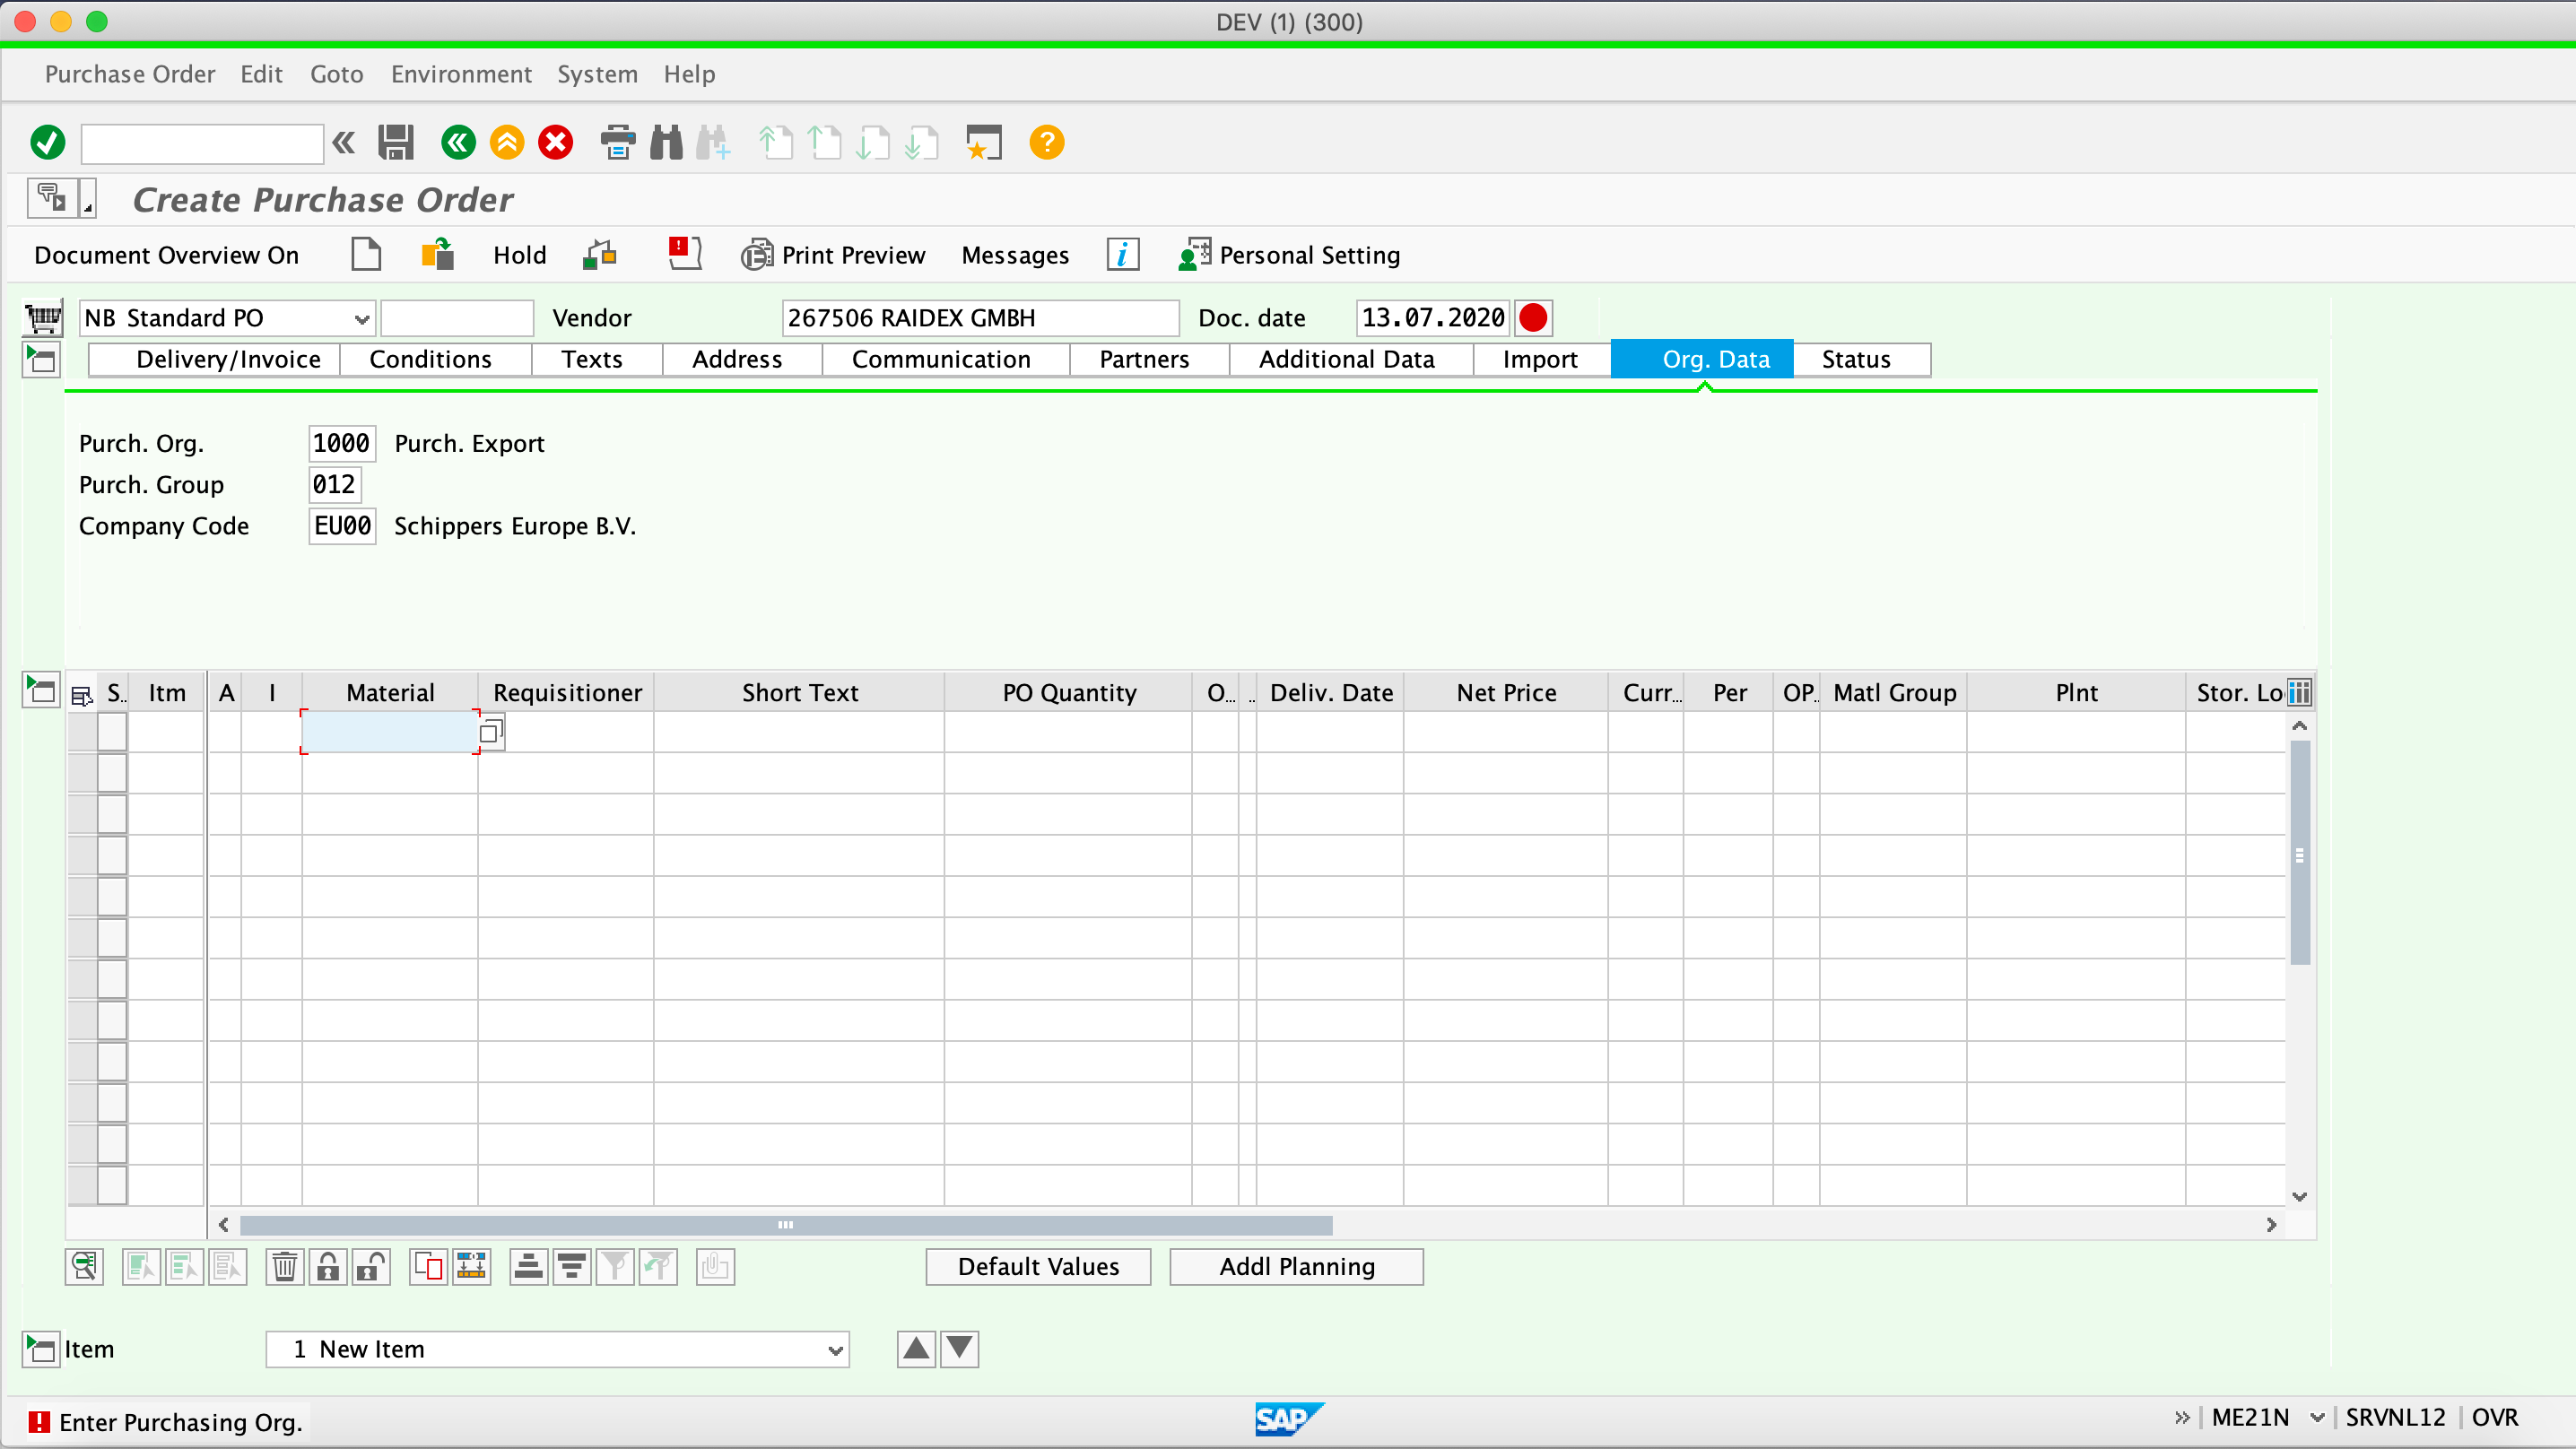 DEV (1) (300)
Purchase Order Edit Goto Environment System Help
Create Purchase Order
Document Overview On Hold Print Preview Messages Personal Setting
NB Standard PO Vendor 267506 RAIDEX GMBH Doc. date 13.07.2020
Delivery/Invoice Conditions Texts Address Communication Partners Additional Data Import Org. Data Status
Purch. Org. 1000 Purch. Export
Purch. Group 012
Company Code EU00 Schippers Europe B.V.
S.. Itm A I Material Requisitioner Short Text PO Quantity O... .. Deliv. Date Net Price Curr... Per OP.. Matl Group Plnt Stor. Lo
Default Values Addl Planning
Item 1 New Item
Enter Purchasing Org. SAP ME21N SRVNL12 OVR